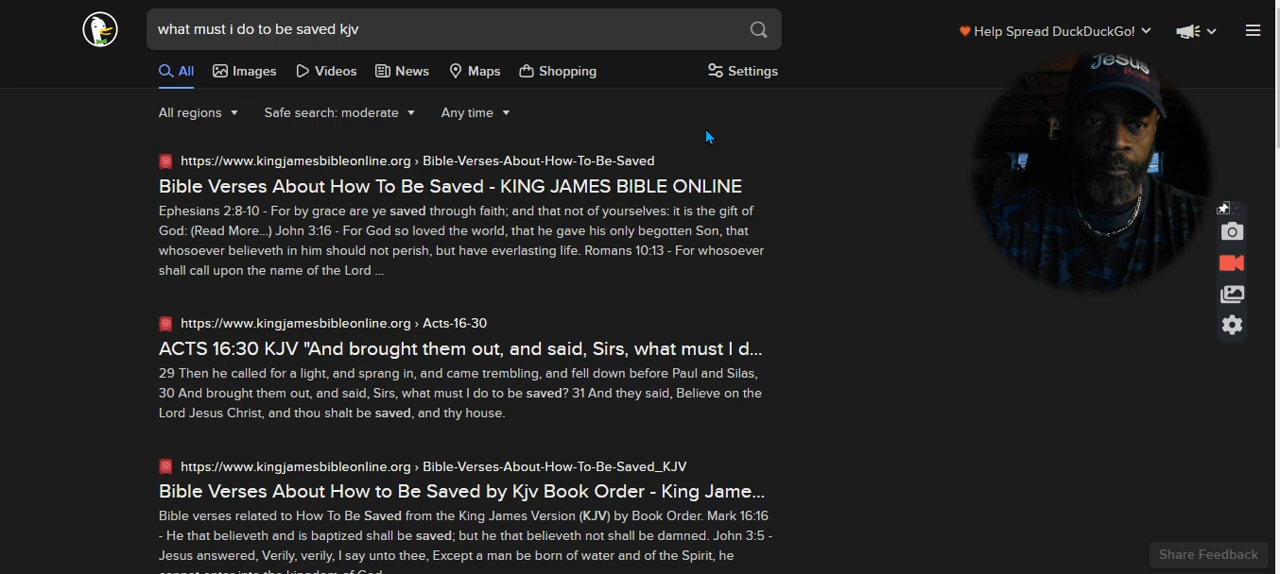 what must i do to be saved kjv
Help Spread DuckDuckGo!
All Images Videos News Maps Shopping Settings
All regions Safe search: moderate Any time
https://www.kingjamesbibleonline.org › Bible-Verses-About-How-To-Be-Saved
Bible Verses About How To Be Saved - KING JAMES BIBLE ONLINE
Ephesians 2:8-10 - For by grace are ye saved through faith; and that not of yourselves: it is the gift of
God: (Read More...) John 3:16 - For God so loved the world, that he gave his only begotten Son, that
whosoever believeth in him should not perish, but have everlasting life. Romans 10:13 - For whosoever
shall call upon the name of the Lord ...
https://www.kingjamesbibleonline.org › Acts-16-30
ACTS 16:30 KJV "And brought them out, and said, Sirs, what must I d...
29 Then he called for a light, and sprang in, and came trembling, and fell down before Paul and Silas,
30 And brought them out, and said, Sirs, what must I do to be saved? 31 And they said, Believe on the
Lord Jesus Christ, and thou shalt be saved, and thy house.
https://www.kingjamesbibleonline.org › Bible-Verses-About-How-To-Be-Saved_KJV
Bible Verses About How to Be Saved by Kjv Book Order - King Jame...
Bible verses related to How To Be Saved from the King James Version (KJV) by Book Order. Mark 16:16
- He that believeth and is baptized shall be saved; but he that believeth not shall be damned. John 3:5 -
Jesus answered, Verily, verily, I say unto thee, Except a man be born of water and of the Spirit, he
cannot enter into the kingdom of God
Jesus
Share Feedback